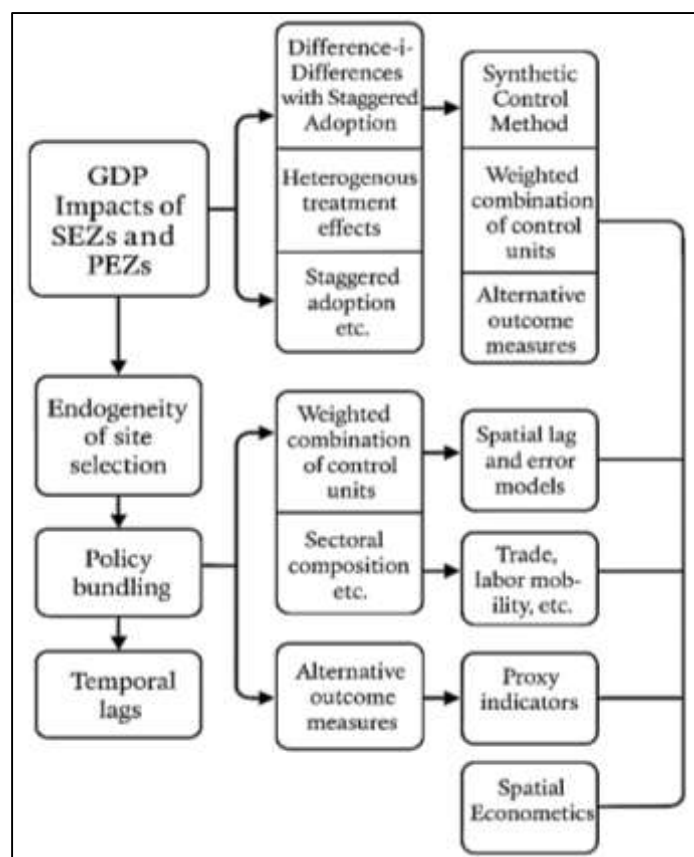 GDP
Impacts of
SEZs and
PEZs
Endogeneity
of site
selection
Policy
bundling
Temporal
lags
Difference-i-
Differences
with Staggered
Adoption
Heterogenous
treatment
effects
Staggered
adoption
etc.
Synthetic
Control
Method
Weighted
combination
of control
units
Alternative
outcome
measures
Weighted
combination
of control
units
Sectoral
composition
etc.
Alternative
outcome
measures
Spatial lag
and error
models
Trade,
labor mob-
ility, etc.
Proxy
indicators
Spatial
Econometics